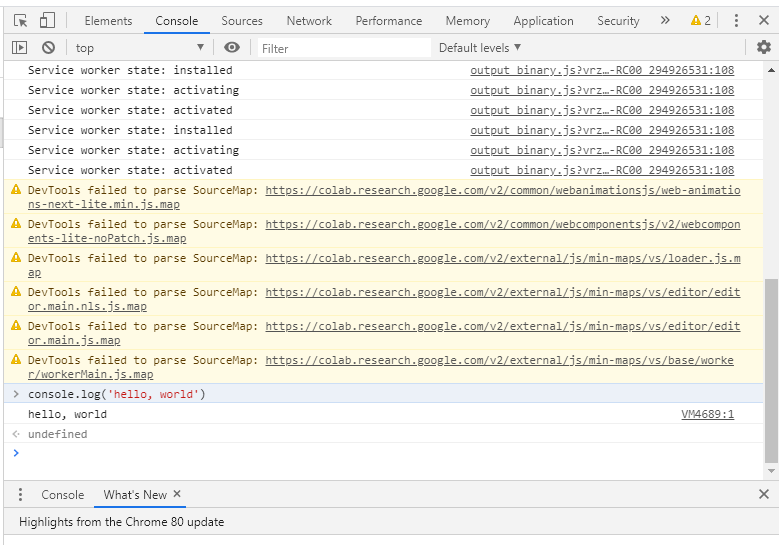 Elements Console Sources Network Performance Memory Application Security » 2
top ▼ Filter Default levels ▼
Service worker state: installed output_binary.js?vrz…-RC00_294926531:108
Service worker state: activating output_binary.js?vrz…-RC00_294926531:108
Service worker state: activated output_binary.js?vrz…-RC00_294926531:108
Service worker state: installed output_binary.js?vrz…-RC00_294926531:108
Service worker state: activating output_binary.js?vrz…-RC00_294926531:108
Service worker state: activated output_binary.js?vrz…-RC00_294926531:108
DevTools failed to parse SourceMap: https://colab.research.google.com/v2/common/webanimationsjs/web-animatio
ns-next-lite.min.js.map
DevTools failed to parse SourceMap: https://colab.research.google.com/v2/common/webcomponentsjs/v2/webcompon
ents-lite-noPatch.js.map
DevTools failed to parse SourceMap: https://colab.research.google.com/v2/external/js/min-maps/vs/loader.js.m
ap
DevTools failed to parse SourceMap: https://colab.research.google.com/v2/external/js/min-maps/vs/editor/edit
or.main.nls.js.map
DevTools failed to parse SourceMap: https://colab.research.google.com/v2/external/js/min-maps/vs/editor/edit
or.main.js.map
DevTools failed to parse SourceMap: https://colab.research.google.com/v2/external/js/min-maps/vs/base/worke
r/workerMain.js.map
> console.log('hello, world')
hello, world VM4689:1
undefined
>
Console What's New ×
Highlights from the Chrome 80 update